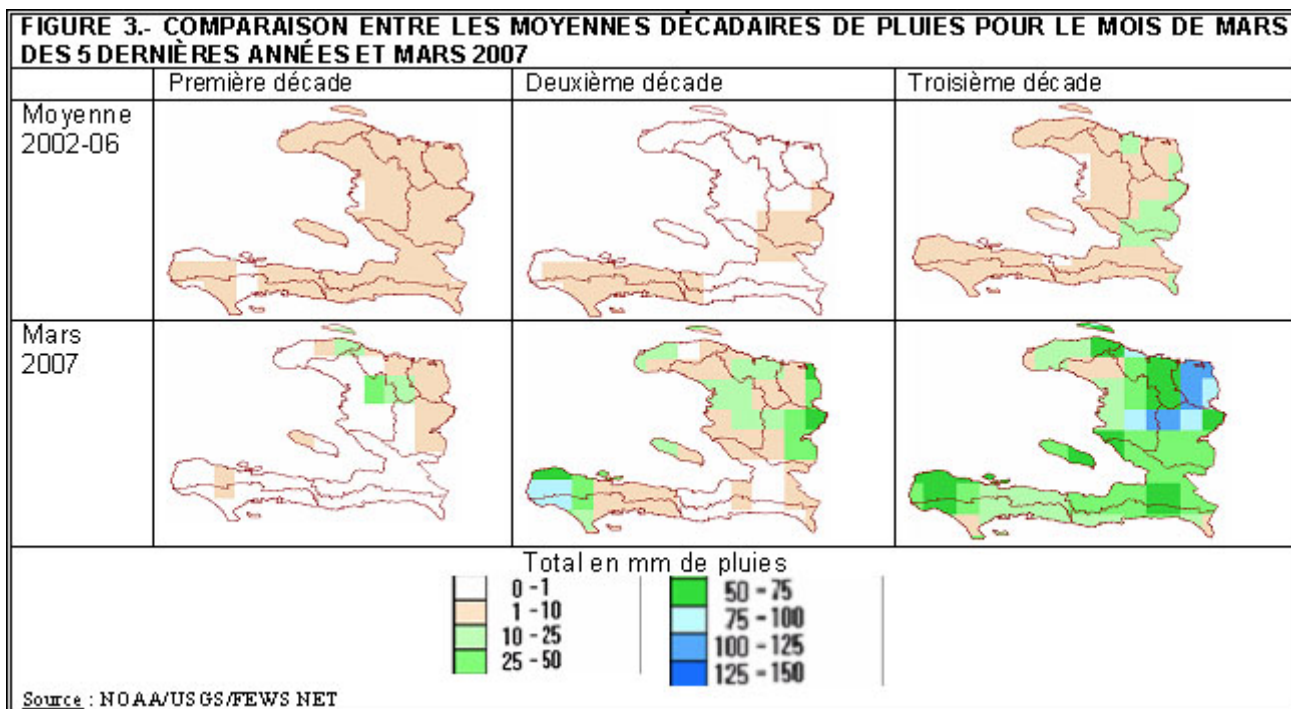 FIGURE 3.- COMPARAISON ENTRE LES MOYENNES DÉCADAIRES DE PLUIES POUR LE MOIS DE MARS
DES 5 DERNIÈRES ANNÉES ET MARS 2007
Première décade
Deuxième décade
Troisième décade
Moyenne
2002-06
Mars
2007
Total en mm de pluies
0 - 1
1 - 10
10 - 25
25 - 50
50 - 75
75 - 100
100 - 125
125 - 150
Source : NOAA/USGS/FEWS NET